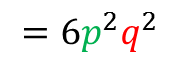 = 6p²q²